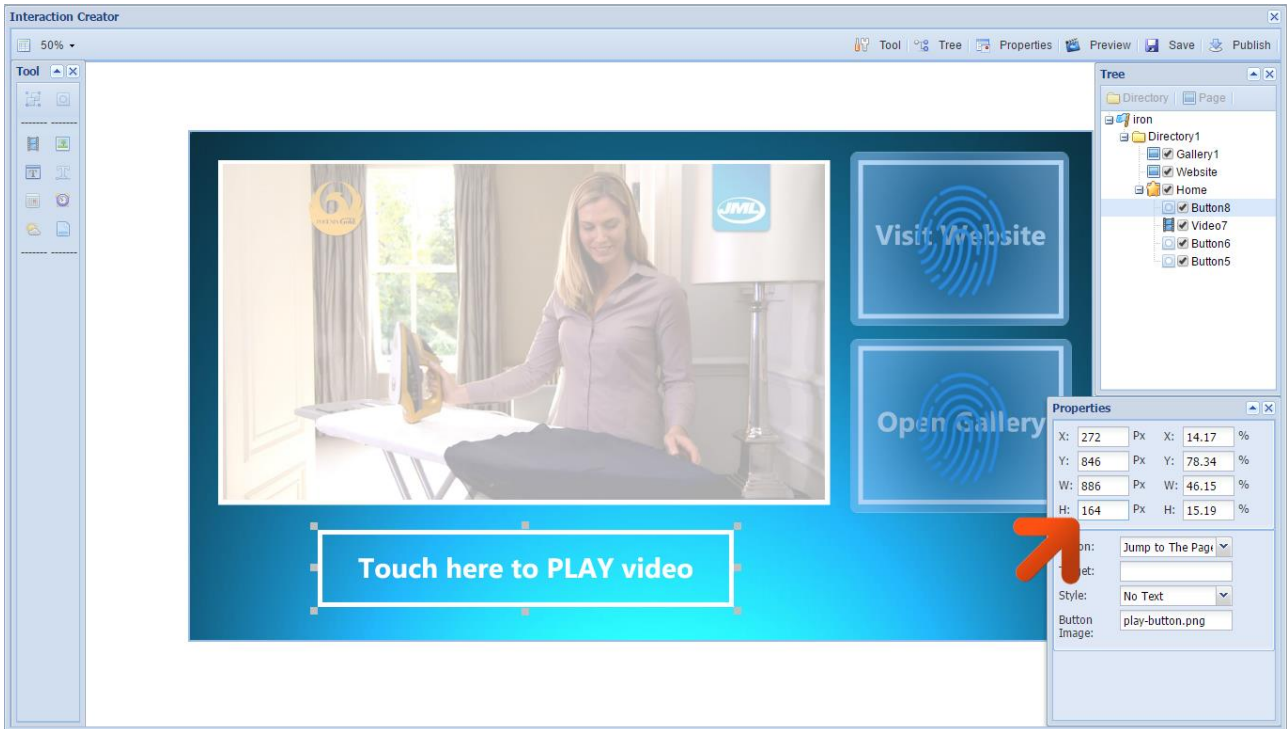 Interaction Creator
50%
Tool Tree Properties Preview Save Publish
Tool
Tree
Directory Page
iron
Directory1
Gallery1
Website
Home
Button8
Video7
Button6
Button5
JML
Visit Website
Open Gallery
Touch here to PLAY video
Properties
X: 272 Px X: 14.17 %
Y: 846 Px Y: 78.34 %
W: 886 Px W: 46.15 %
H: 164 Px H: 15.19 %
on: Jump to The Page
get:
Style: No Text
Button Image: play-button.png